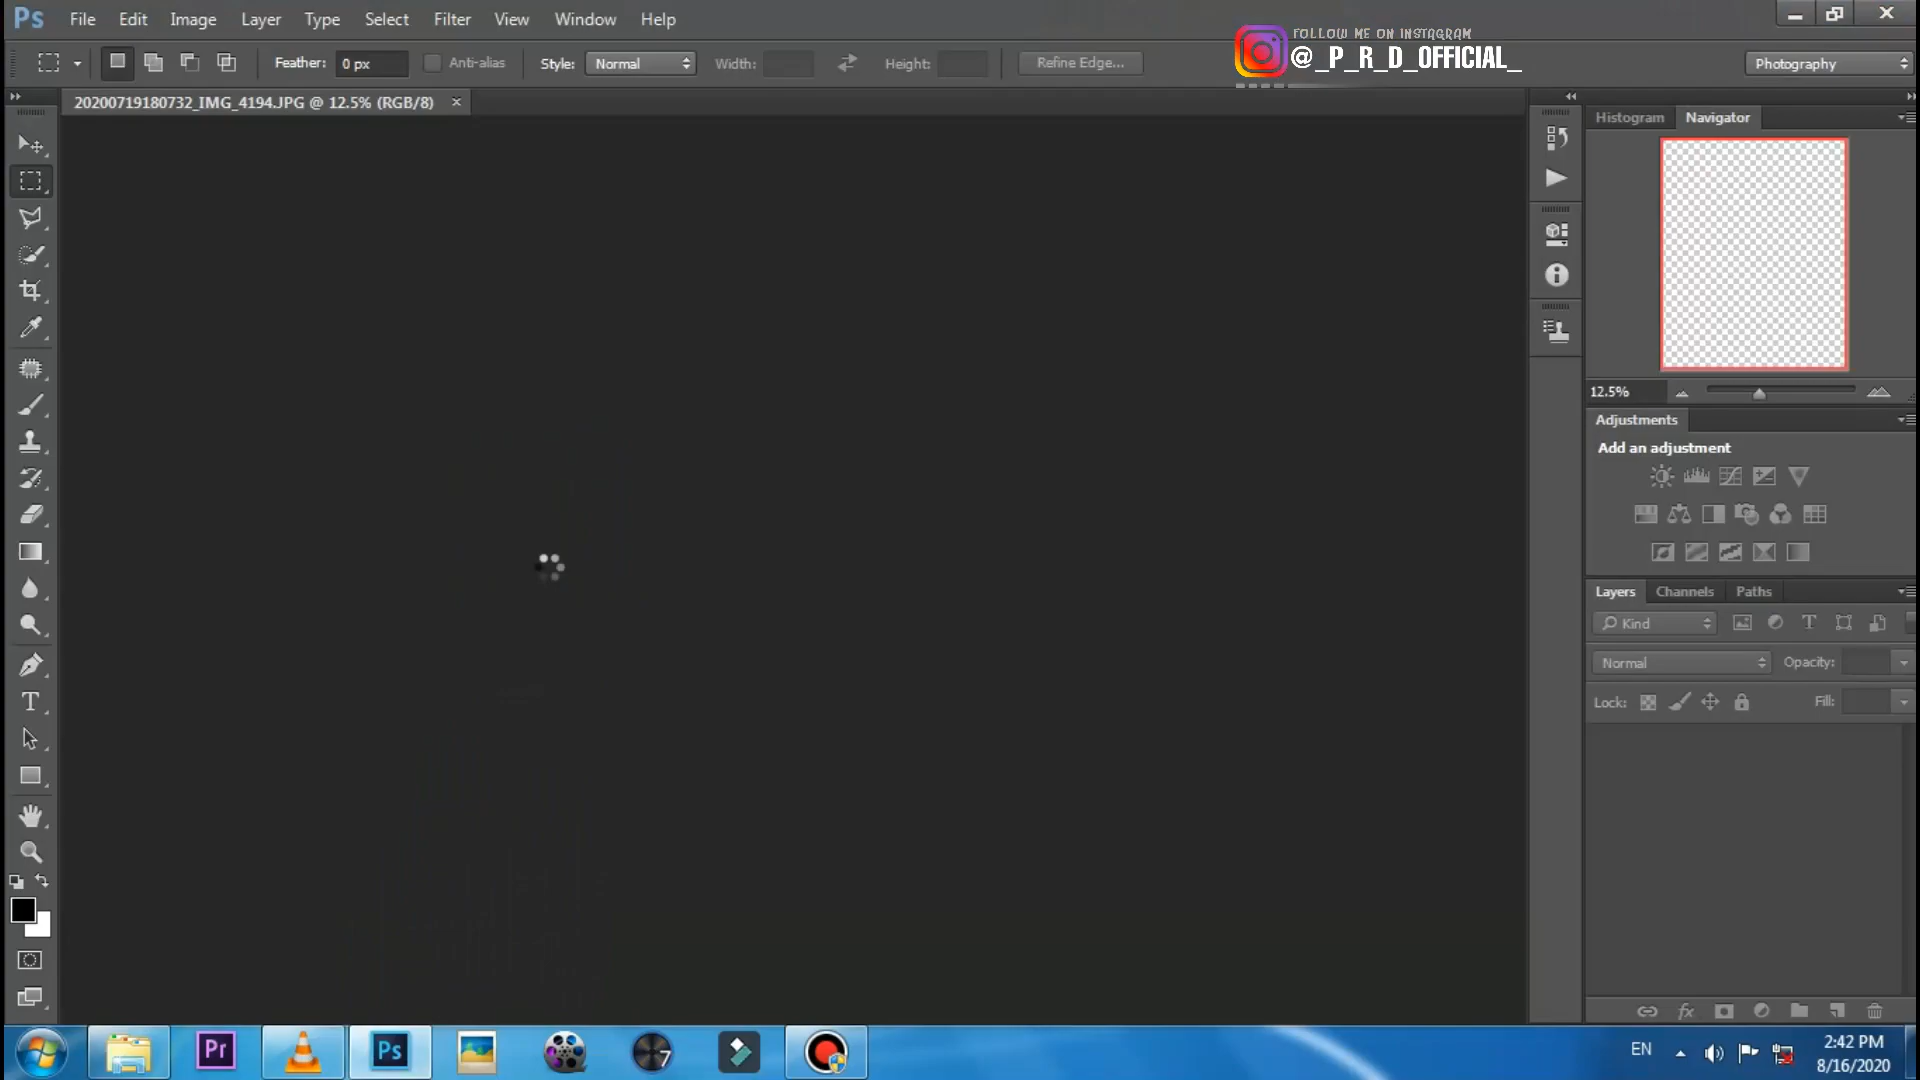 Ps File Edit Image Layer Type Select Filter View Window Help
FOLLOW ME ON INSTAGRAM
@_P_R_D_OFFICIAL_
Feather: 0 px Anti-alias Style: Normal Width: Height: Refine Edge... Photography
20200719180732_IMG_4194.JPG @ 12.5% (RGB/8) ×
Histogram Navigator
12.5%
Adjustments
Add an adjustment
Layers Channels Paths
Kind
Normal Opacity:
Lock: Fill:
Pr Ps 7 EN 2:42 PM
8/16/2020